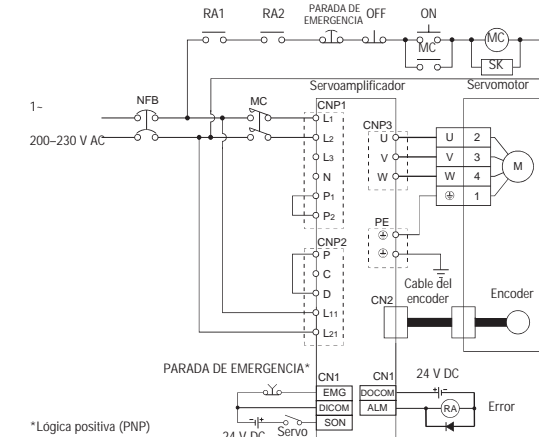 RA1 RA2 PARADA DE EMERGENCIA OFF ON
MC MC
SK
Servoamplificador Servomotor
1~ NFB MC CNP1
200–230 V AC
L1
L2
L3
N
P1
P2
CNP3
U U 2
V V 3
W W 4
1
M
PE
CNP2
P
C
D
L11
L21
Cable del encoder
CN2
Encoder
PARADA DE EMERGENCIA*
CN1 CN1 24 V DC
EMG DOCOM
DICOM ALM RA Error
SON
*Lógica positiva (PNP)
24 V DC Servo